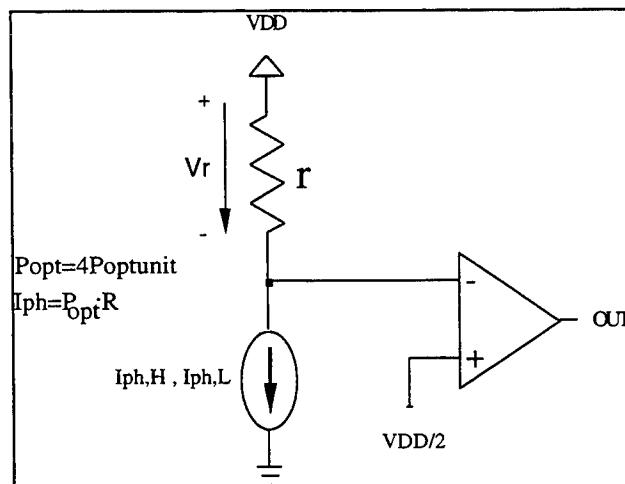 VDD
+
Vr
r
-
Popt=4Poptunit
Iph=Popt·R
-
OUT
Iph,H , Iph,L
+
VDD/2